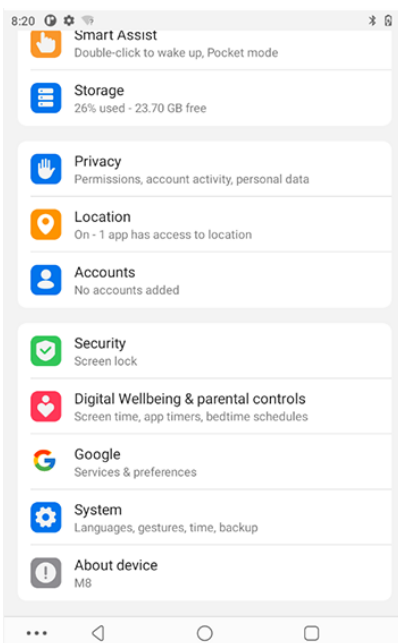 8:20
Smart Assist
Double-click to wake up, Pocket mode
Storage
26% used - 23.70 GB free
Privacy
Permissions, account activity, personal data
Location
On - 1 app has access to location
Accounts
No accounts added
Security
Screen lock
Digital Wellbeing & parental controls
Screen time, app timers, bedtime schedules
Google
Services & preferences
System
Languages, gestures, time, backup
About device
M8